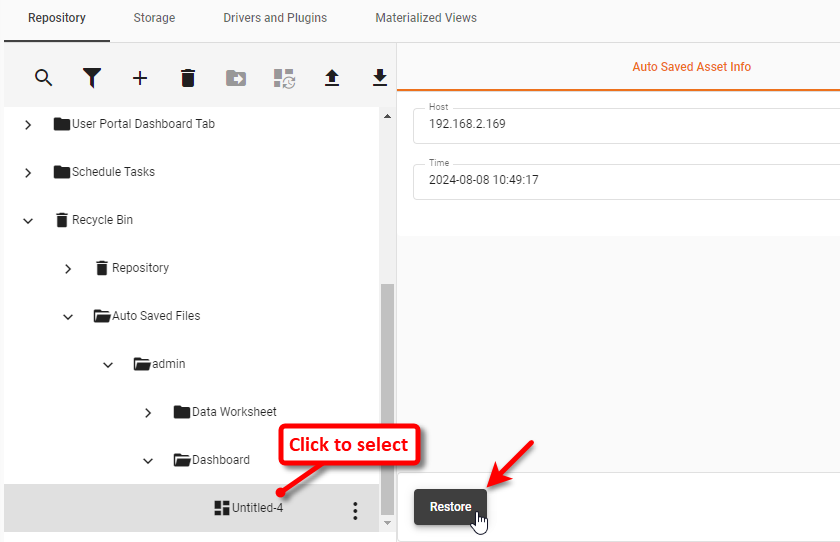 Repository Storage Drivers and Plugins Materialized Views
Auto Saved Asset Info
Host
192.168.2.169
Time
2024-08-08 10:49:17
User Portal Dashboard Tab
Schedule Tasks
Recycle Bin
Repository
Auto Saved Files
admin
Data Worksheet
Click to select
Dashboard
Untitled-4
Restore